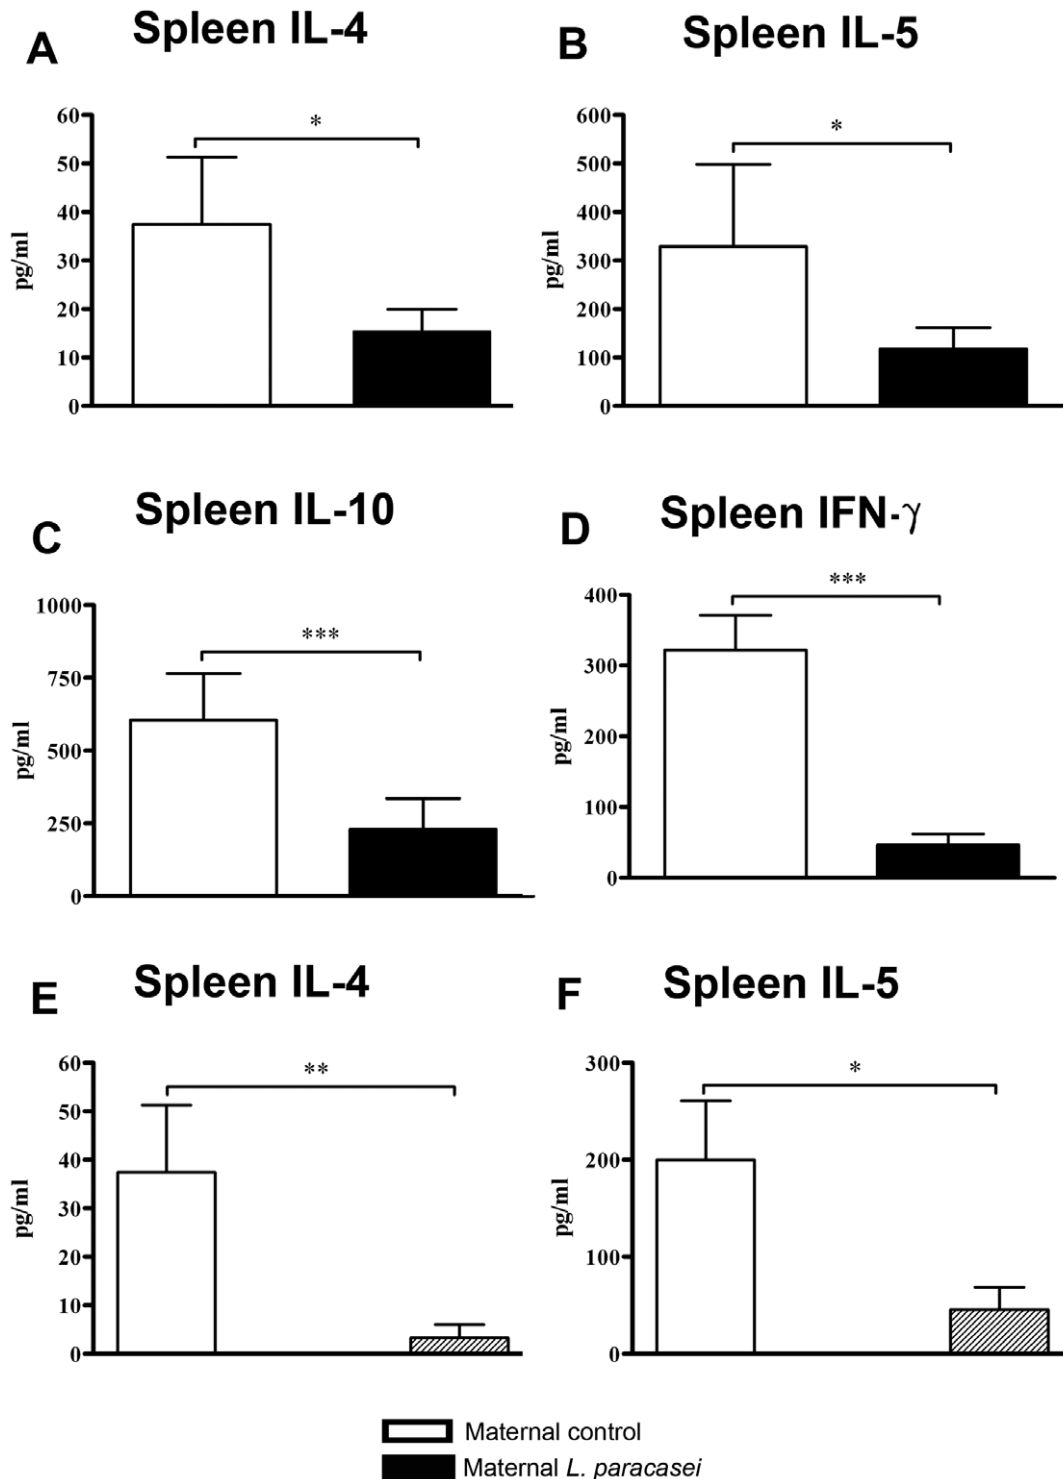 A Spleen IL-4
60
50
40
30
20
10
0
pg/ml
*
B Spleen IL-5
600
500
400
300
200
100
0
pg/ml
*
C Spleen IL-10
1000
750
500
250
0
pg/ml
***
D Spleen IFN-γ
400
300
200
100
0
pg/ml
***
E Spleen IL-4
60
50
40
30
20
10
0
pg/ml
**
F Spleen IL-5
300
200
100
0
pg/ml
*
Maternal control
Maternal L. paracasei